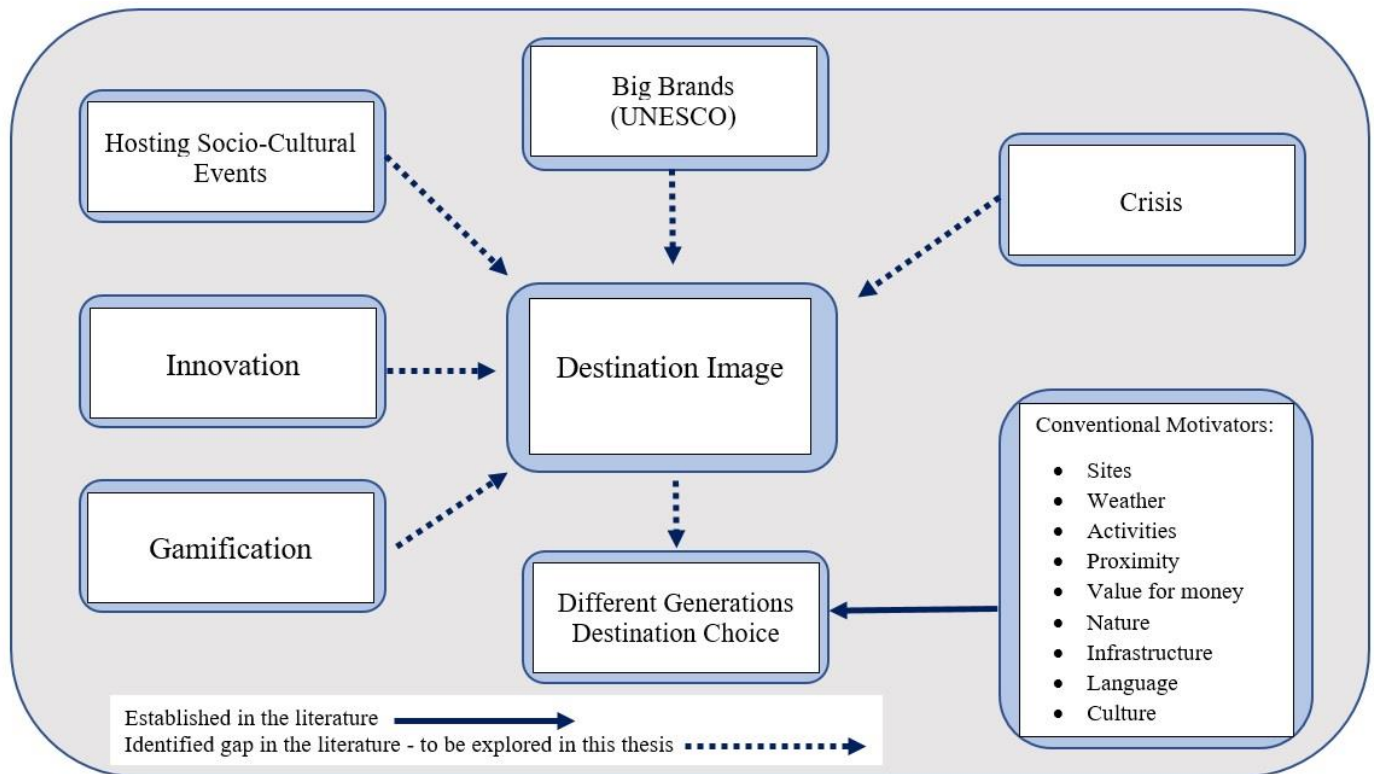 Big Brands
(UNESCO)
Hosting Socio-Cultural
Events
Crisis
Innovation
Destination Image
Gamification
Different Generations
Destination Choice
Conventional Motivators:
• Sites
• Weather
• Activities
• Proximity
• Value for money
• Nature
• Infrastructure
• Language
• Culture
Established in the literature
Identified gap in the literature - to be explored in this thesis